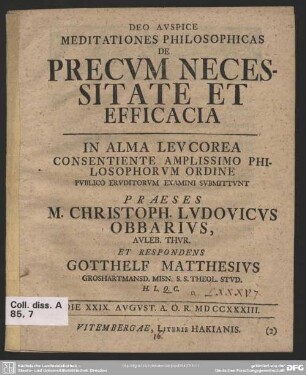 DEO AVSPICE
MEDITATIONES PHILOSOPHICAS
DE
PRECVM NECES-
SITATE ET
EFFICACIA
IN ALMA LEVCOREA
CONSENTIENTE AMPLISSIMO PHI-
LOSOPHORVM ORDINE
PVBLICO ERVDITORVM EXAMINI SVBMITTVNT
PRAESES
M. CHRISTOPH. LVDOVICVS
OBBARIVS,
AVLEB. THVR.
ET RESPONDENS
GOTTHELF MATTHESIVS
GROSHARTMANSD. MISN. S. S. THEOL. STVD.
H. L. Q. C.
Coll. diss. A
85, 7
DIE XXIX. AVGVST. A. O. R. MDCCXXXIII.
VITEMBERGAE, LITERIS HAKIANIS.
(2)
DFG